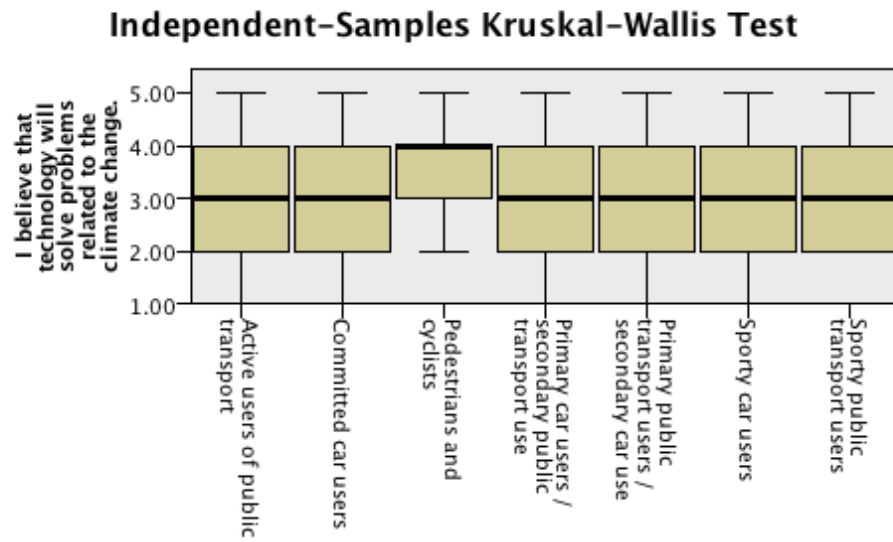 Independent-Samples Kruskal-Wallis Test
I believe that
technology will
solve problems
related to the
climate change.
5.00
4.00
3.00
2.00
1.00
Active users of public
transport
Committed car users
Pedestrians and
cyclists
Primary car users /
secondary public
transport use
Primary public
transport users /
secondary car use
Sporty car users
Sporty public
transport users